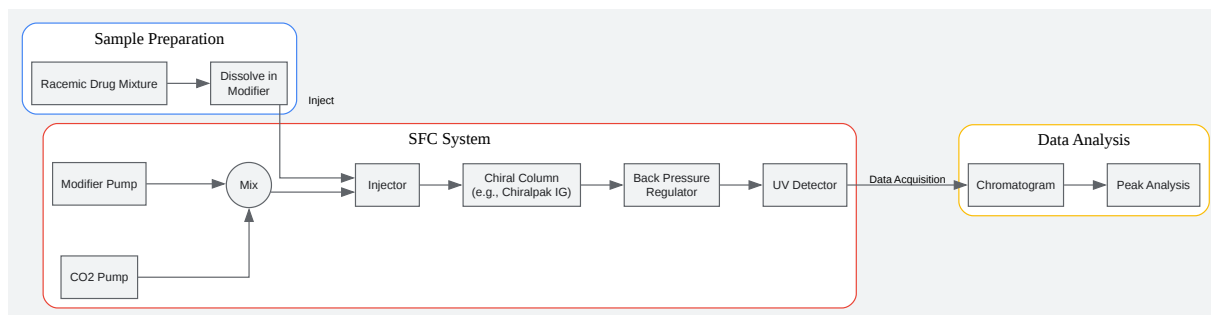 Sample Preparation
Racemic Drug Mixture
Dissolve in
Modifier
Inject
SFC System
Modifier Pump
Mix
Injector
Chiral Column
(e.g., Chiralpak IG)
Back Pressure
Regulator
UV Detector
CO2 Pump
Data Acquisition
Data Analysis
Chromatogram
Peak Analysis